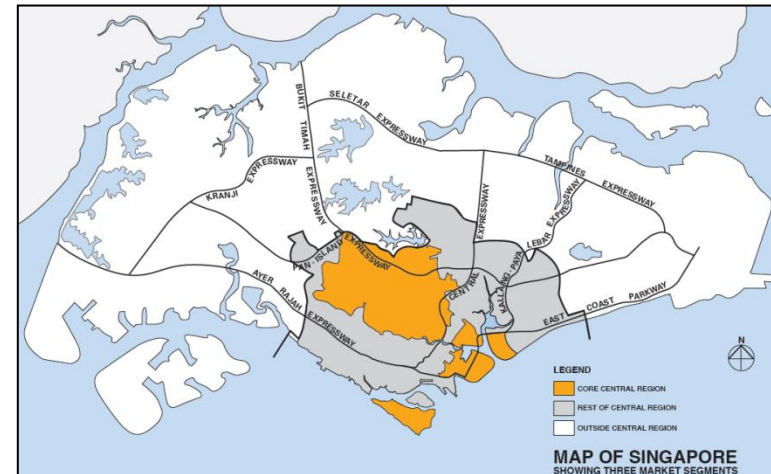 BUKIT TIMAH EXPRESSWAY
SELETAR EXPRESSWAY
TAMPINES EXPRESSWAY
KRANJI EXPRESSWAY
EXPRESSWAY
CENTRAL
KALLANG-PAYA LEBAR EXPRESSWAY
PAN-ISLAND EXPRESSWAY
AYER RAJAH EXPRESSWAY
EAST COAST PARKWAY
N
LEGEND
CORE CENTRAL REGION
REST OF CENTRAL REGION
OUTSIDE CENTRAL REGION
MAP OF SINGAPORE
SHOWING THREE MARKET SEGMENTS